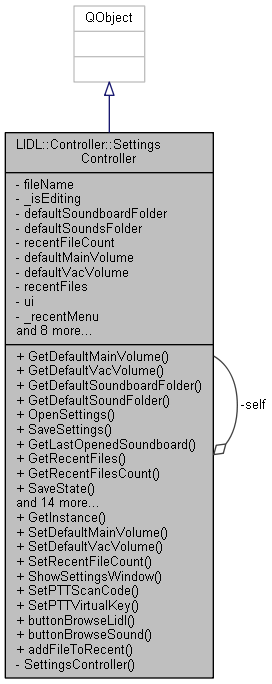 QObject
LIDL::Controller::Settings
Controller
- fileName
- _isEditing
- defaultSoundboardFolder
- defaultSoundsFolder
- recentFileCount
- defaultMainVolume
- defaultVacVolume
- recentFiles
- ui
- _recentMenu
and 8 more...
+ GetDefaultMainVolume()
+ GetDefaultVacVolume()
+ GetDefaultSoundboardFolder()
+ GetDefaultSoundFolder()
+ OpenSettings()
+ SaveSettings()
+ GetLastOpenedSoundboard()
+ GetRecentFiles()
+ GetRecentFilesCount()
+ SaveState()
and 14 more...
+ GetInstance()
+ SetDefaultMainVolume()
+ SetDefaultVacVolume()
+ SetRecentFileCount()
+ ShowSettingsWindow()
+ SetPTTScanCode()
+ SetPTTVirtualKey()
+ buttonBrowseLidl()
+ buttonBrowseSound()
+ addFileToRecent()
- SettingsController()
-self